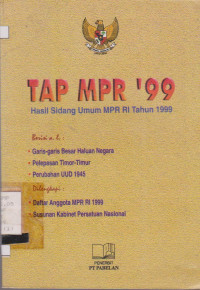 TAP MPR '99
Hasil Sidang Umum MPR RI Tahun 1999
Berisi a. l. :
• Garis-garis Besar Haluan Negara
• Pelepasan Timor-Timur
• Perubahan UUD 1945
Dilengkapi :
• Daftar Anggota MPR RI 1999
• Susunan Kabinet Persatuan Nasional
PENERBIT
PT PABELAN